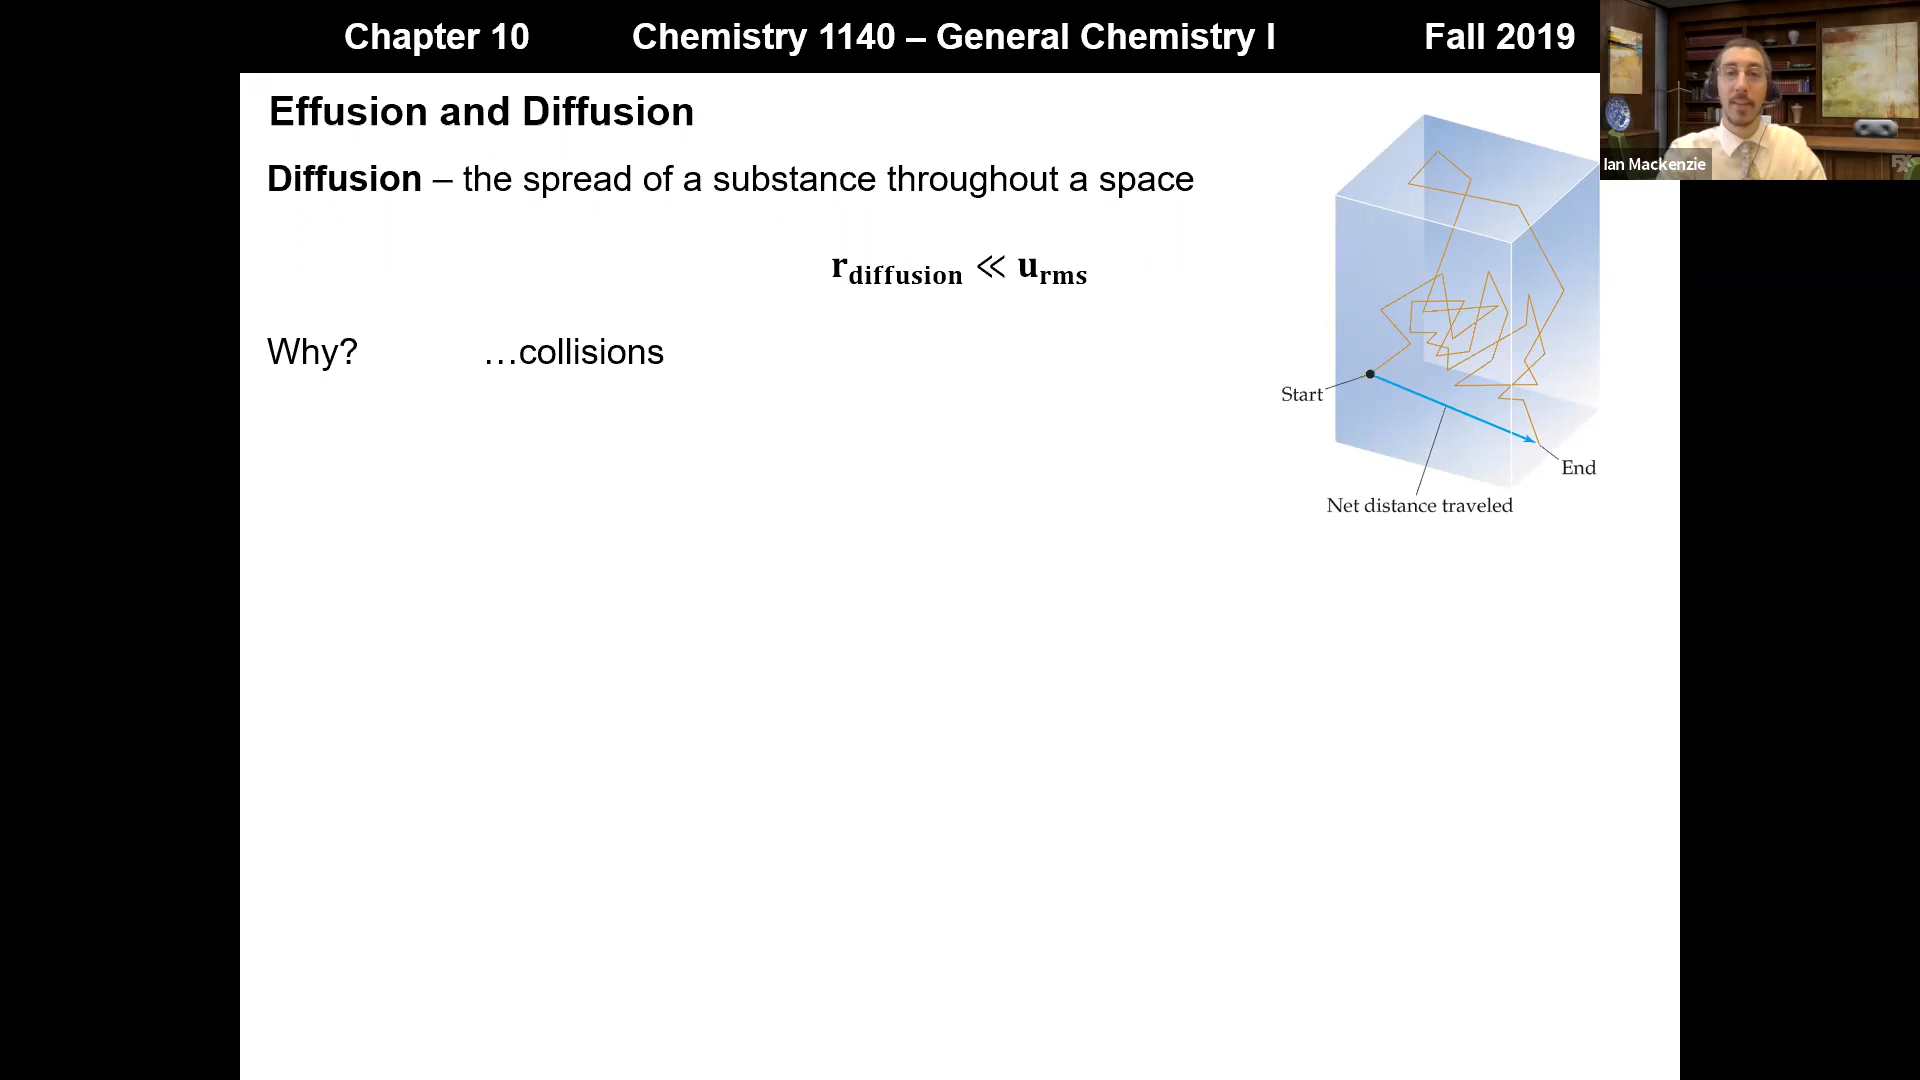 Chapter 10 Chemistry 1140 – General Chemistry I Fall 2019
Ian Mackenzie
Effusion and Diffusion
Diffusion – the spread of a substance throughout a space
r_diffusion ≪ u_rms
Why? …collisions
Start
End
Net distance traveled